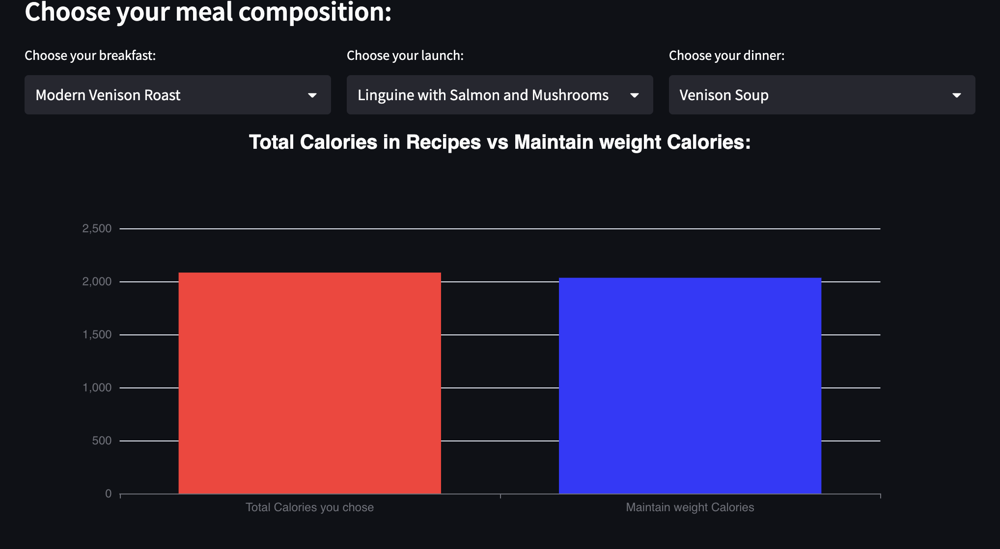 Choose your meal composition:
Choose your breakfast:
Choose your launch:
Choose your dinner:
Modern Venison Roast
Linguine with Salmon and Mushrooms
Venison Soup
Total Calories in Recipes vs Maintain weight Calories:
2,500
2,000
1,500
1,000
500
0
Total Calories you chose
Maintain weight Calories